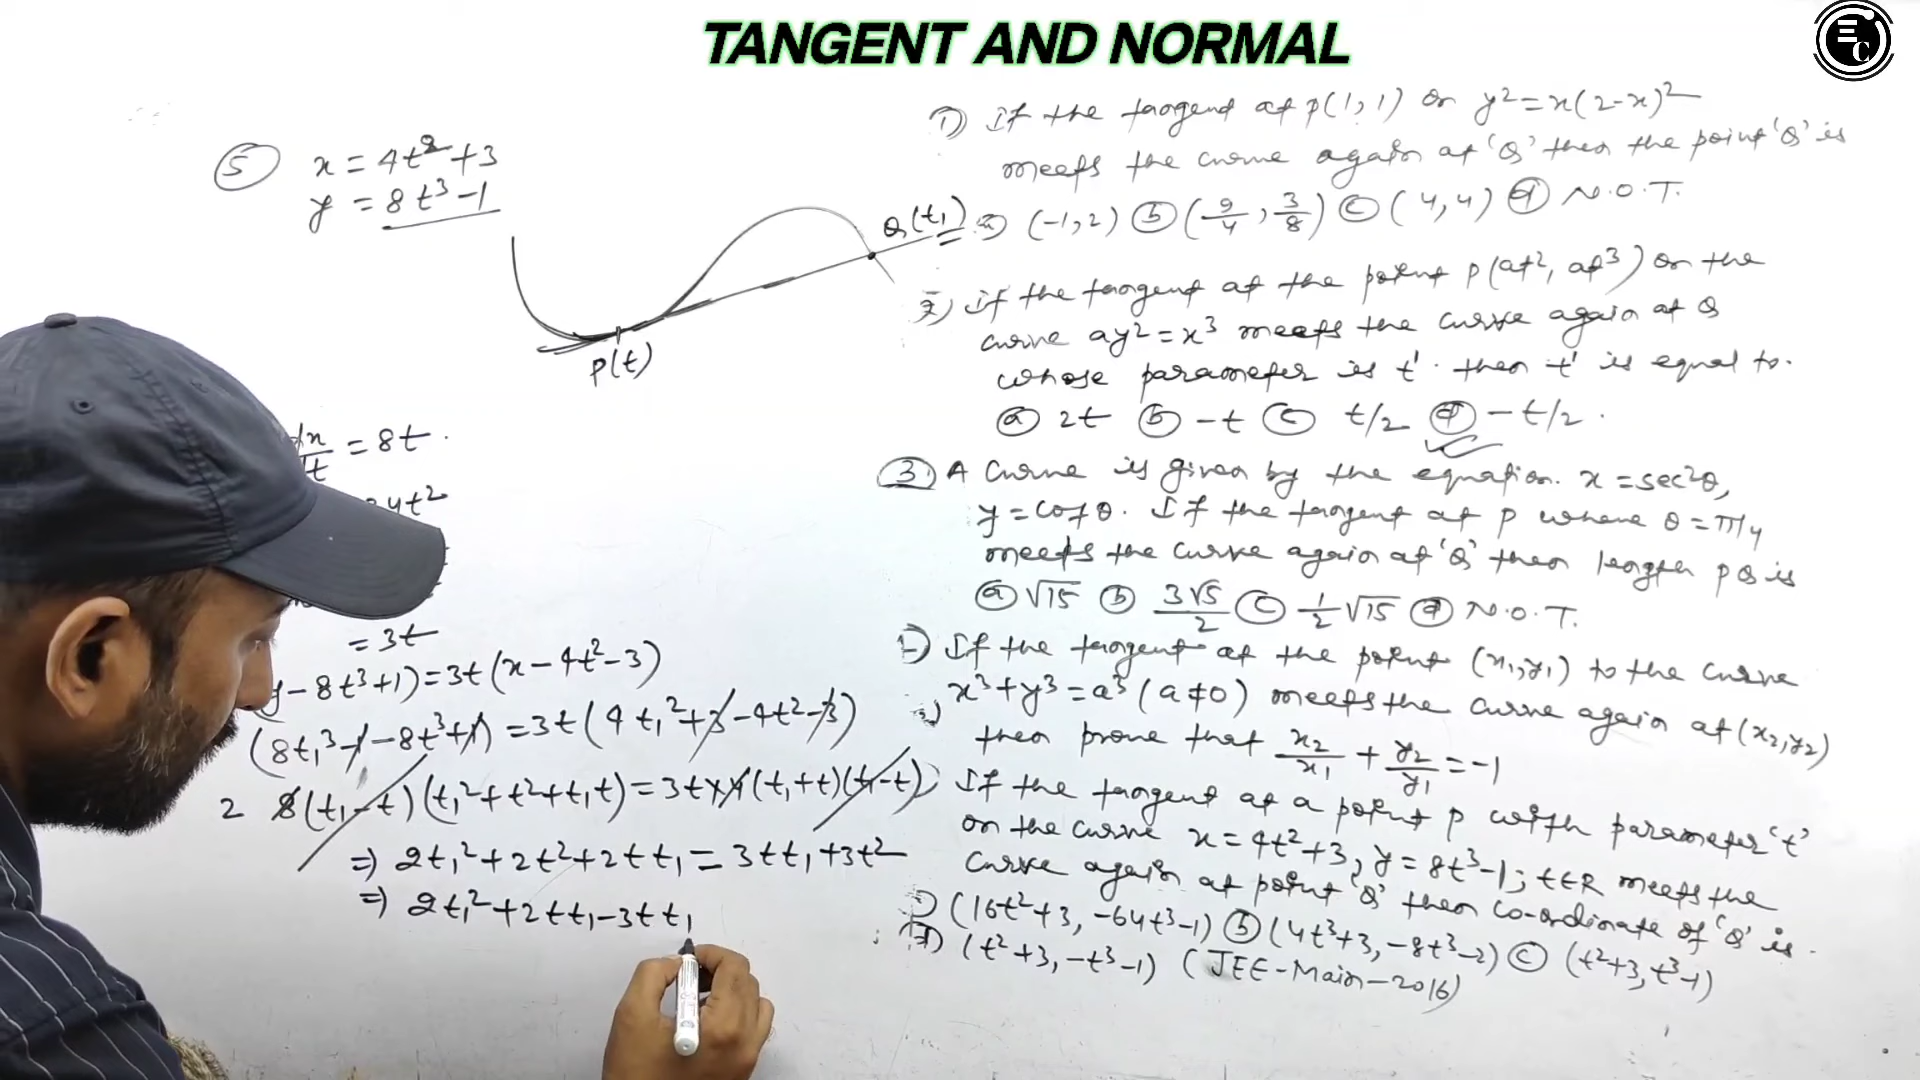 TANGENT AND NORMAL
EC
⑤ x = 4t² + 3
y = 8t³ - 1
Q(t₁)
P(t)
dx/dt = 8t.
24t²
= 3t
y - 8t³ + 1) = 3t (x - 4t² - 3)
(8t₁³ - 1 - 8t³ + 1) = 3t (4t₁² + 3 - 4t² - 3)
2 8(t₁ - t) (t₁² + t² + t₁t) = 3t × 4 (t₁ + t)(t₁ - t)
⇒ 2t₁² + 2t² + 2tt₁ = 3tt₁ + 3t²
⇒ 2t₁² + 2tt₁ - 3tt₁
1) If the tangent at P(1,1) on y² = x(2-x)²
meets the curve again at 'Q' then the point 'Q' is
ⓐ (-1,2) ⓑ (9/4, 3/8) ⓒ (4,4) ⓓ N.O.T.
2) If the tangent at the point P(at², at³) on the
curve ay² = x³ meets the curve again at Q
whose parameter is t'. then t' is equal to.
ⓐ 2t ⓑ -t ⓒ t/2 ⓓ -t/2.
3) A Curve is given by the equation. x = sec²θ,
y = cotθ. If the tangent at P where θ = π/4
meets the curve again at 'Q' then length PQ is
ⓐ √15 ⓑ 3√5/2 ⓒ 1/2 √15 ⓓ N.O.T.
If the tangent at the point (x₁,y₁) to the curve
x³ + y³ = a³ (a ≠ 0) meets the curve again at (x₂,y₂)
then prove that x₂/x₁ + y₂/y₁ = -1
If the tangent at a point P with parameter 't'
on the curve x = 4t² + 3, y = 8t³ - 1; t∈R meets the
curve again at point 'Q' then co-ordinate of 'Q' is.
(16t² + 3, -64t³ - 1) ⓑ (4t³ + 3, -8t³ - 2) ⓒ (t² + 3, t³ - 1)
ⓓ (t² + 3, -t³ - 1) (JEE-Main-2016)